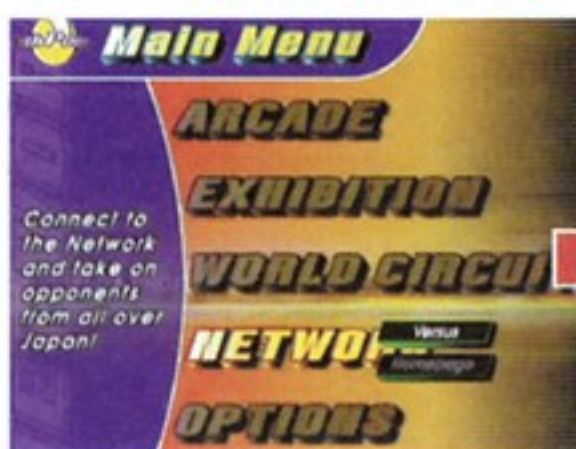 Main Menu
ARCADE
EXHIBITION
WORLD CIRCUI
Connect to
the Network
and take on
opponents
from all over
Japan!
NETWORK
Versus
Homepage
OPTIONS